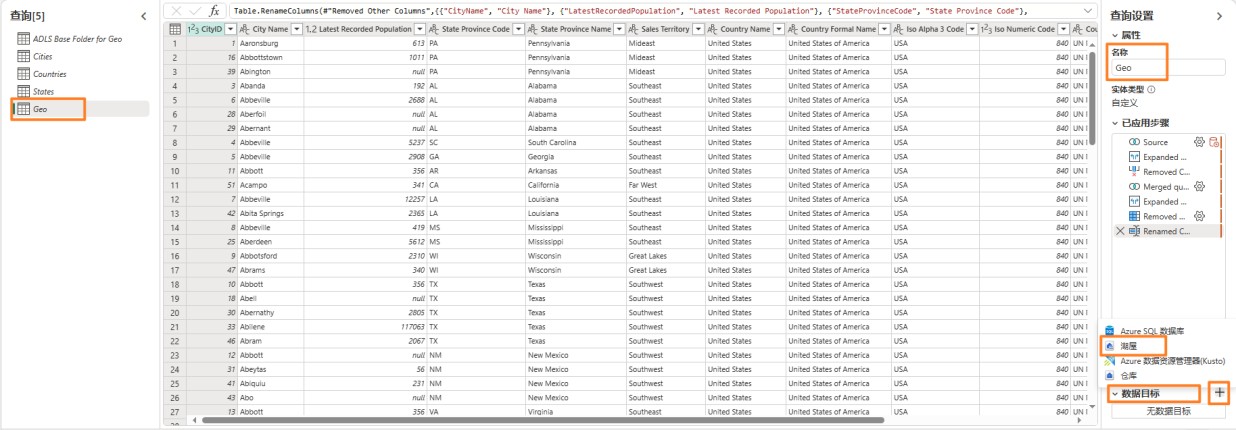 查询[5]
ADLS Base Folder for Geo
Cities
Countries
States
Geo
Table.RenameColumns(#"Removed Other Columns",{{"CityName", "City Name"}, {"LatestRecordedPopulation", "Latest Recorded Population"}, {"StateProvinceCode", "State Province Code"},
1²3 CityID ABC City Name 1.2 Latest Recorded Population ABC State Province Code ABC State Province Name ABC Sales Territory ABC Country Name ABC Country Formal Name ABC Iso Alpha 3 Code 1²3 Iso Numeric Code ABC Cou
1 1 Aaronsburg 613 PA Pennsylvania Mideast United States United States of America USA 840 UN
2 16 Abbottstown 1011 PA Pennsylvania Mideast United States United States of America USA 840 UN
3 39 Abington null PA Pennsylvania Mideast United States United States of America USA 840 UN
4 3 Abanda 192 AL Alabama Southeast United States United States of America USA 840 UN
5 6 Abbeville 2688 AL Alabama Southeast United States United States of America USA 840 UN
6 28 Aberfoil null AL Alabama Southeast United States United States of America USA 840 UN
7 29 Abernant null AL Alabama Southeast United States United States of America USA 840 UN
8 4 Abbeville 5237 SC South Carolina Southeast United States United States of America USA 840 UN
9 5 Abbeville 2908 GA Georgia Southeast United States United States of America USA 840 UN
10 11 Abbott 356 AR Arkansas Southeast United States United States of America USA 840 UN
11 51 Acampo 341 CA California Far West United States United States of America USA 840 UN
12 7 Abbeville 12257 LA Louisiana Southeast United States United States of America USA 840 UN
13 42 Abita Springs 2365 LA Louisiana Southeast United States United States of America USA 840 UN
14 8 Abbeville 419 MS Mississippi Southeast United States United States of America USA 840 UN
15 25 Aberdeen 5612 MS Mississippi Southeast United States United States of America USA 840 UN
16 9 Abbotsford 2310 WI Wisconsin Great Lakes United States United States of America USA 840 UN
17 47 Abrams 340 WI Wisconsin Great Lakes United States United States of America USA 840 UN
18 10 Abbott 356 TX Texas Southwest United States United States of America USA 840 UN
19 18 Abell null TX Texas Southwest United States United States of America USA 840 UN
20 30 Abernathy 2805 TX Texas Southwest United States United States of America USA 840 UN
21 33 Abilene 117063 TX Texas Southwest United States United States of America USA 840 UN
22 46 Abram 2067 TX Texas Southwest United States United States of America USA 840 UN
23 12 Abbott null NM New Mexico Southwest United States United States of America USA 840 UN
24 31 Abeytas 56 NM New Mexico Southwest United States United States of America USA 840 UN
25 41 Abiquiu 231 NM New Mexico Southwest United States United States of America USA 840 UN
26 43 Abo null NM New Mexico Southwest United States United States of America USA 840 UN
27 13 Abbott 356 VA Virginia Southeast United States United States of America USA 840 UN
28
查询设置
属性
名称
Geo
实体类型
自定义
已应用步骤
Source
Expanded ...
Removed C...
Merged qu...
Expanded ...
Removed ...
Renamed C...
Azure SQL 数据库
湖屋
Azure 数据资源管理器(Kusto)
仓库
数据目标
无数据目标